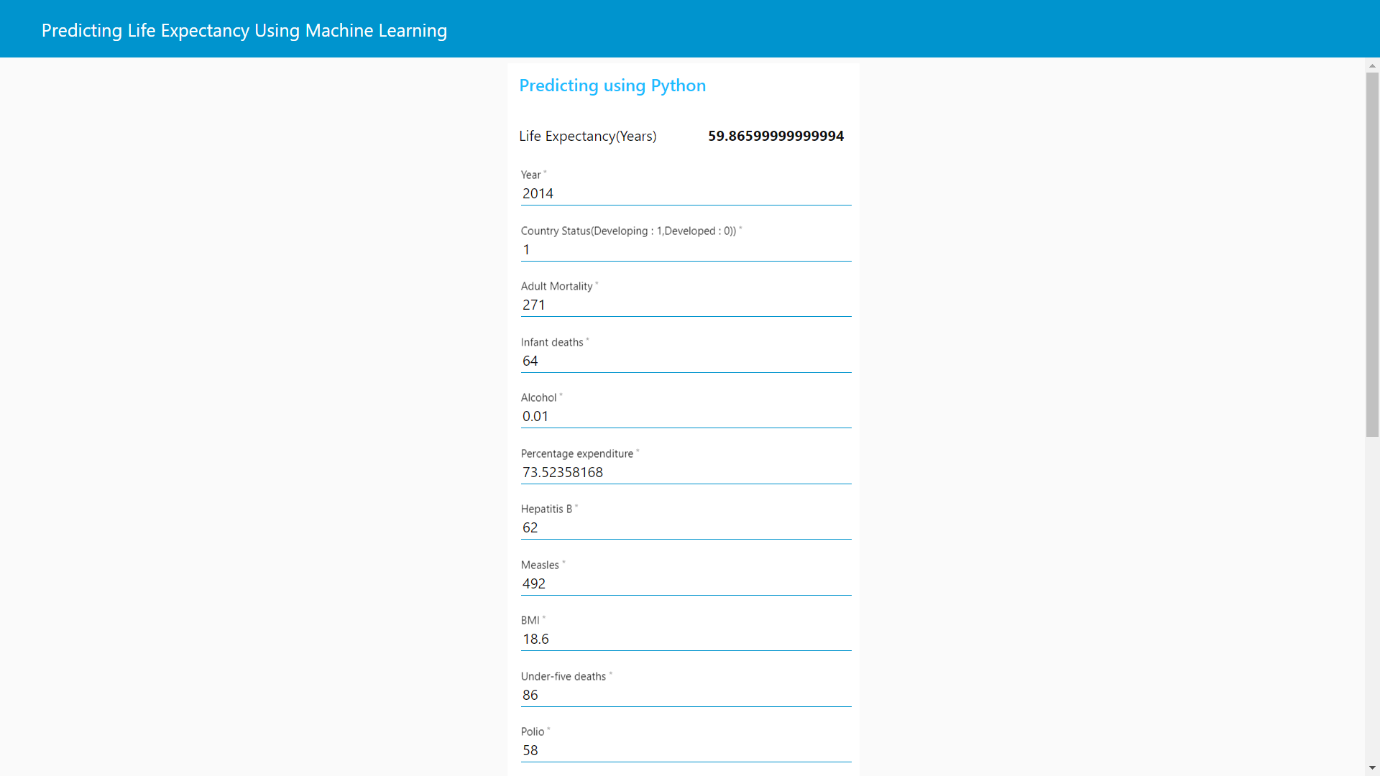 Predicting Life Expectancy Using Machine Learning
Predicting using Python
Life Expectancy(Years) 59.86599999999994
Year *
2014
Country Status(Developing : 1,Developed : 0)) *
1
Adult Mortality *
271
Infant deaths *
64
Alcohol *
0.01
Percentage expenditure *
73.52358168
Hepatitis B *
62
Measles *
492
BMI *
18.6
Under-five deaths *
86
Polio *
58